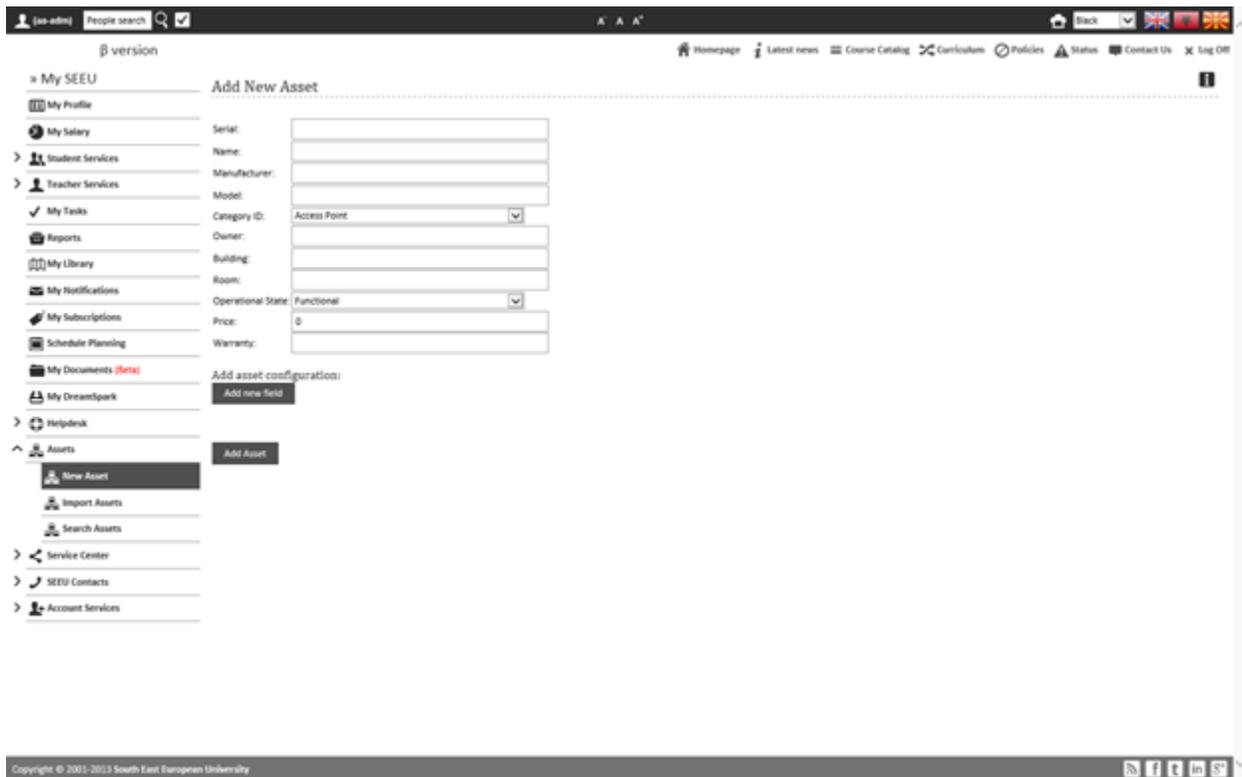 (aa-adm) People search A- A A+ Black
β version
Homepage Latest news Course Catalog Curriculum Policies Status Contact Us Log Off
» My SEEU
My Profile
My Salary
Student Services
Teacher Services
My Tasks
Reports
My Library
My Notifications
My Subscriptions
Schedule Planning
My Documents (Beta)
My DreamSpark
Helpdesk
Assets
New Asset
Import Assets
Search Assets
Service Center
SEEU Contacts
Account Services
Add New Asset
Serial:
Name:
Manufacturer:
Model:
Category ID: Access Point
Owner:
Building:
Room:
Operational State: Functional
Price: 0
Warranty:
Add asset configuration:
Add new field
Add Asset
Copyright © 2001-2013 South East European University